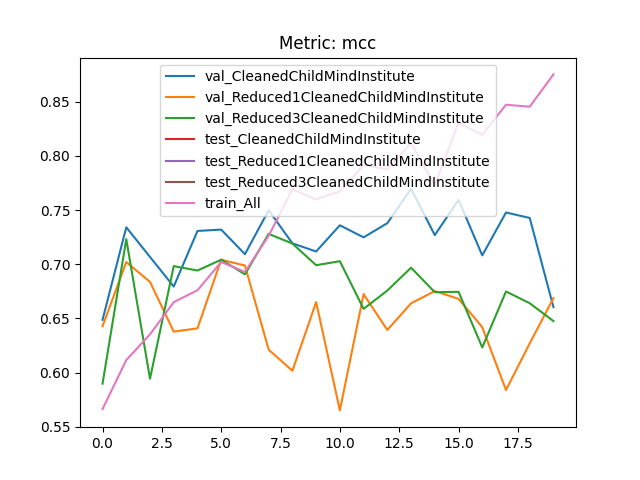 Metric: mcc
val_CleanedChildMindInstitute
val_Reduced1CleanedChildMindInstitute
val_Reduced3CleanedChildMindInstitute
test_CleanedChildMindInstitute
test_Reduced1CleanedChildMindInstitute
test_Reduced3CleanedChildMindInstitute
train_All
0.85
0.80
0.75
0.70
0.65
0.60
0.55
0.0 2.5 5.0 7.5 10.0 12.5 15.0 17.5